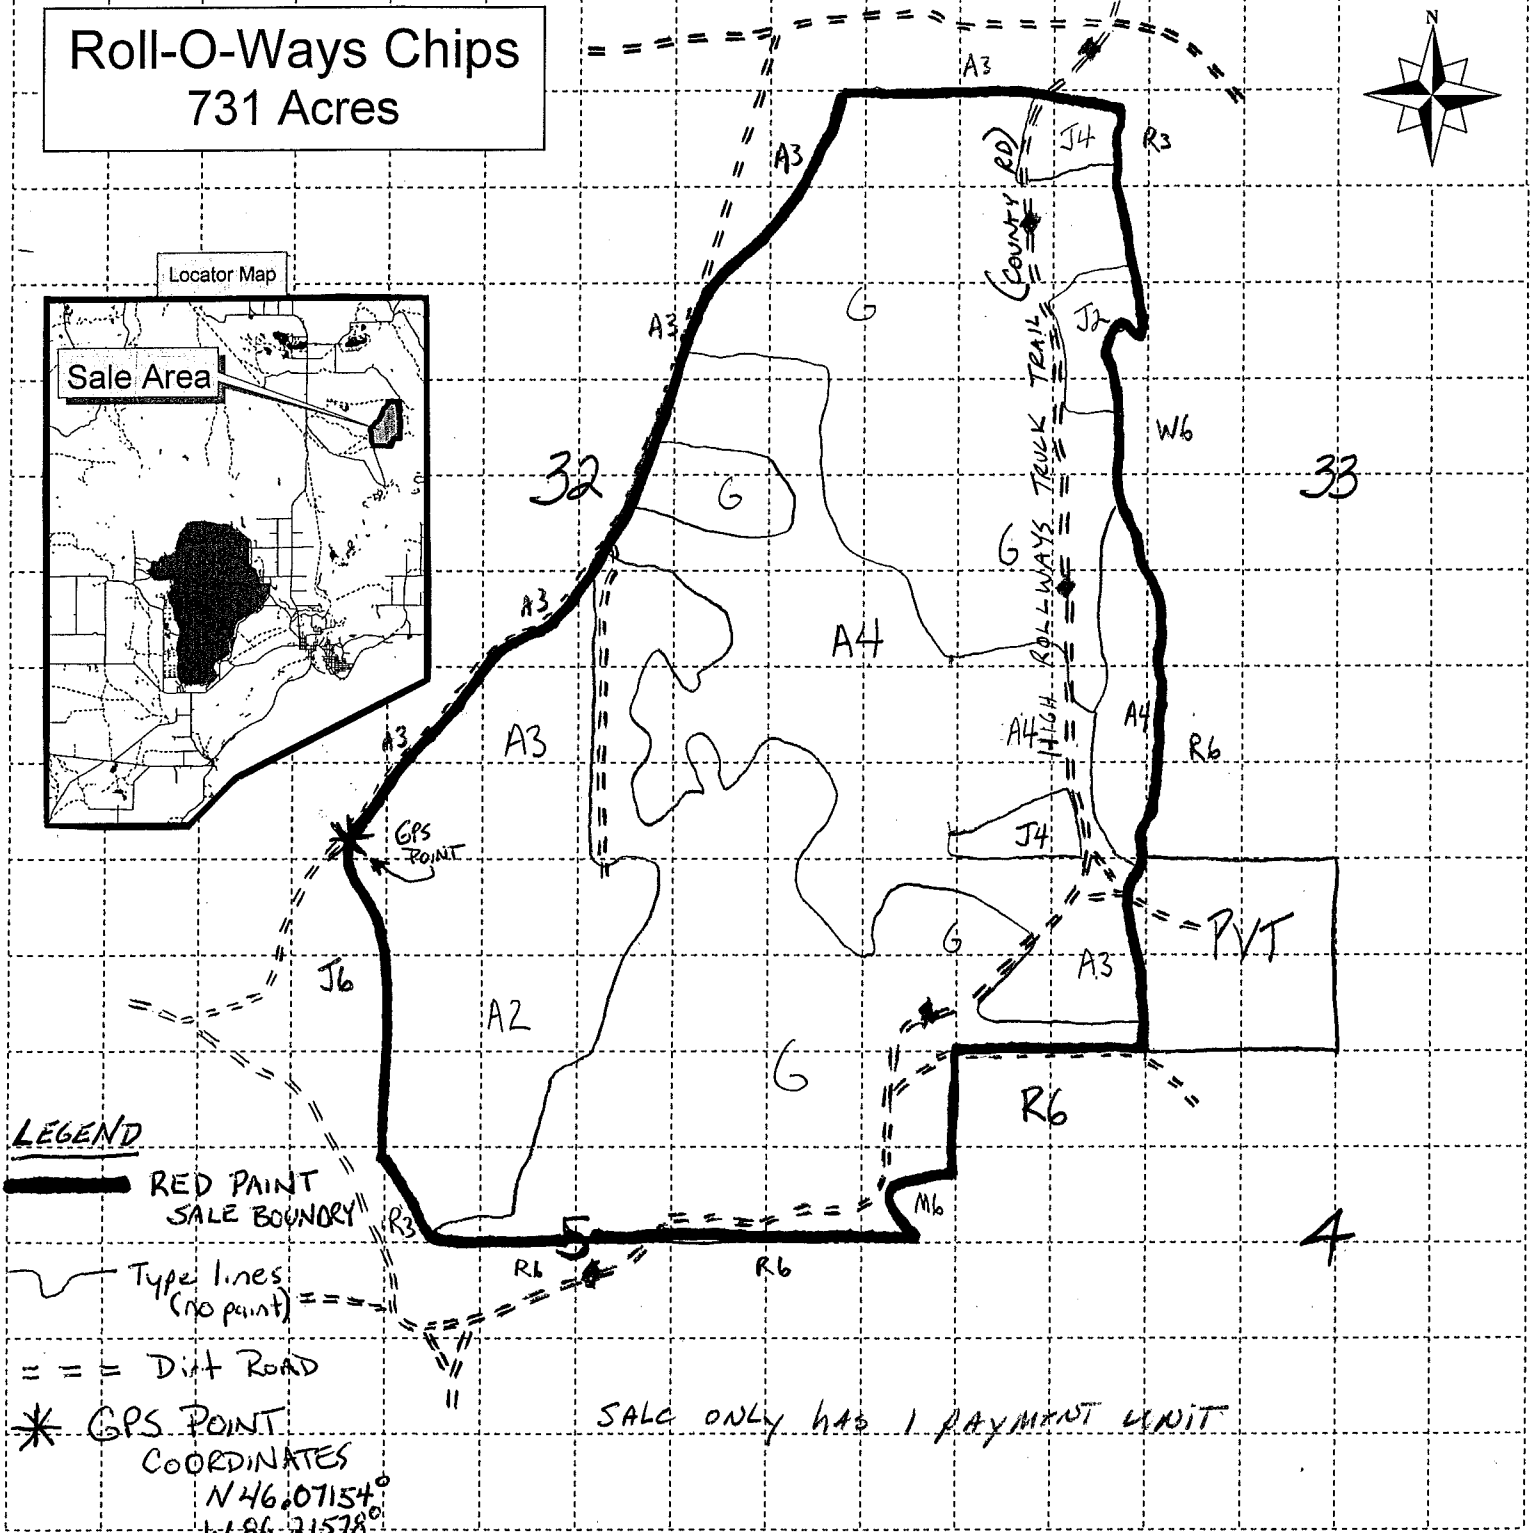 Roll-O-Ways Chips
731 Acres
N
A3
J4
R3
A3
(COUNTY RD)
Locator Map
G
J2
A3
Sale Area
HIGH ROLLWAYS TRUCK TRAIL
W6
32
33
G
G
A3
A4
A3
A3
A4
A4
R6
GPS
POINT
J4
PVT
G
A3
J6
A2
G
R6
LEGEND
RED PAINT
SALE BOUNDRY
R3
M6
5
4
R6
R6
Type lines
(no paint)
= = = Dirt ROAD
GPS POINT
COORDINATES
N 46.07154°
SALE ONLY HAS 1 PAYMANT UNIT